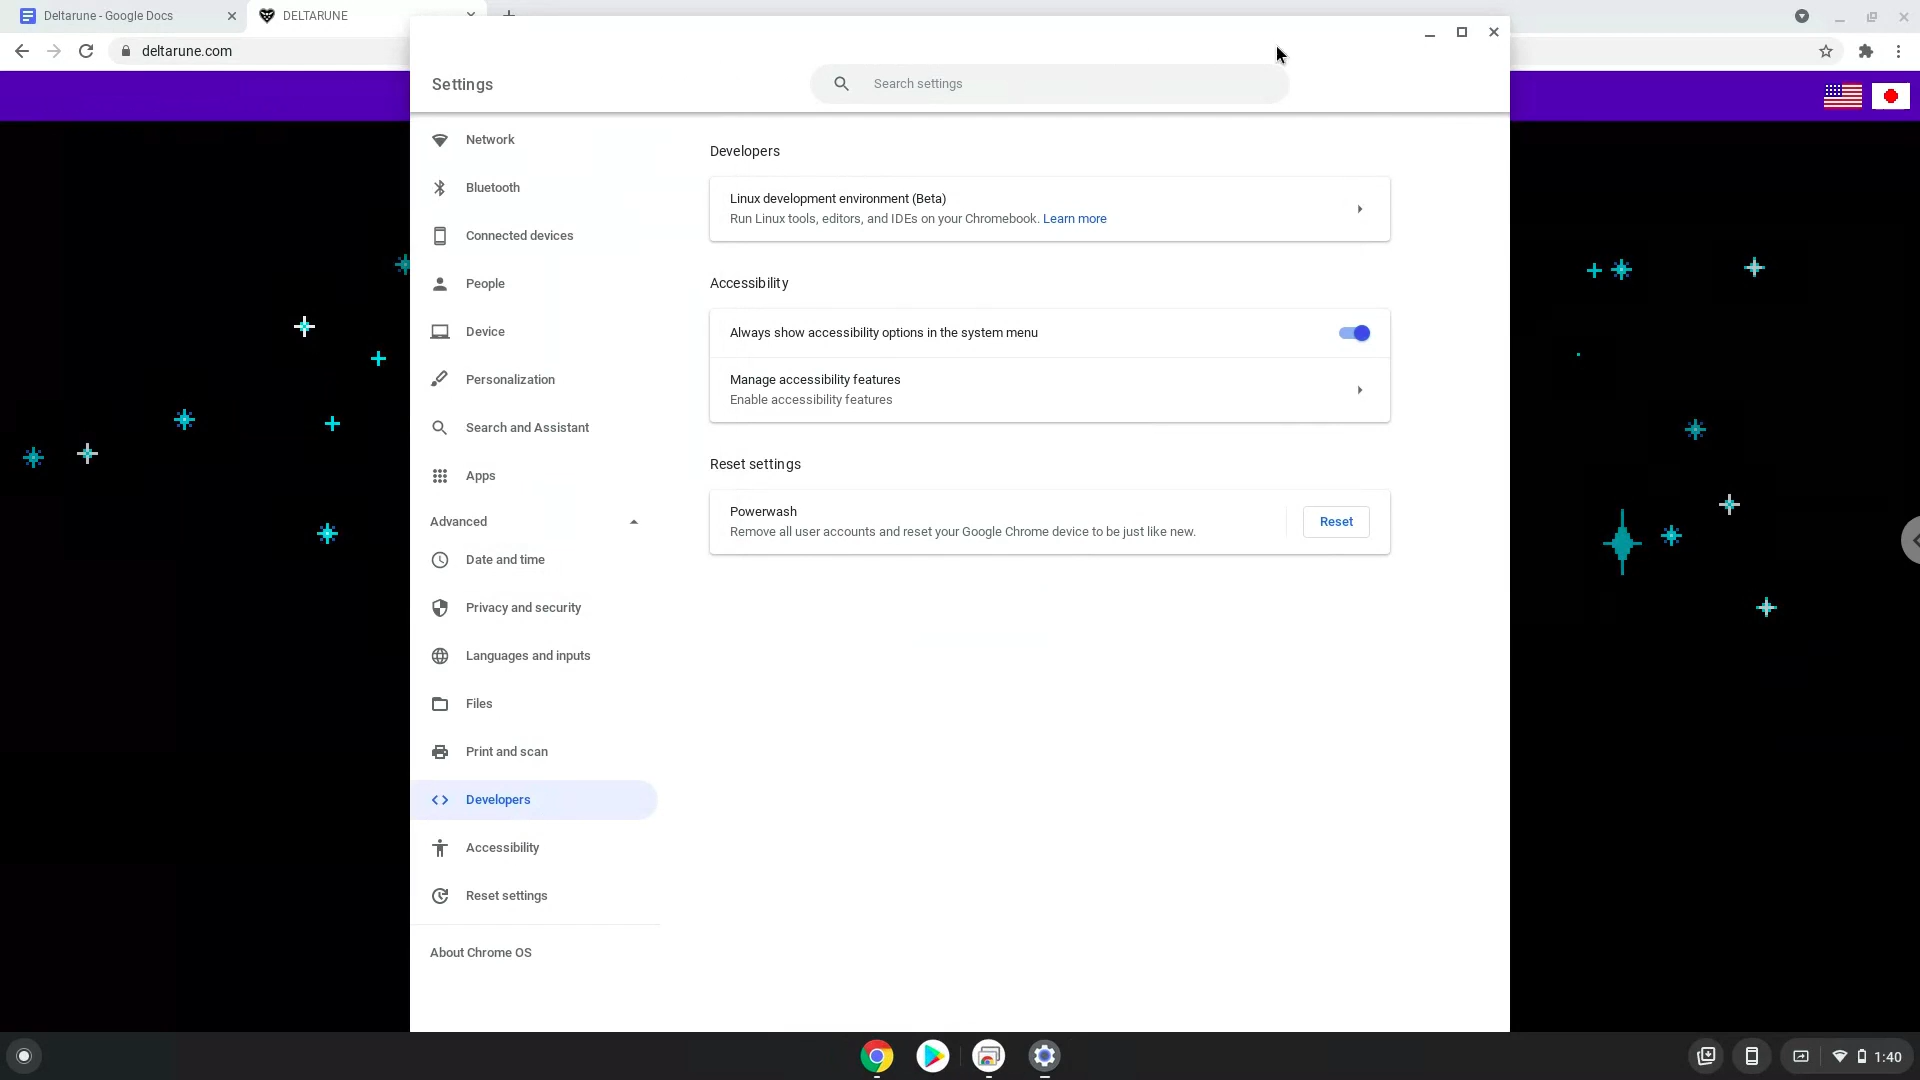 Deltarune - Google Docs
DELTARUNE
deltarune.com
Settings
Search settings
Network
Bluetooth
Connected devices
People
Device
Personalization
Search and Assistant
Apps
Advanced
Date and time
Privacy and security
Languages and inputs
Files
Print and scan
Developers
Accessibility
Reset settings
About Chrome OS
Developers
Linux development environment (Beta)
Run Linux tools, editors, and IDEs on your Chromebook. Learn more
Accessibility
Always show accessibility options in the system menu
Manage accessibility features
Enable accessibility features
Reset settings
Powerwash
Remove all user accounts and reset your Google Chrome device to be just like new.
Reset
1:40